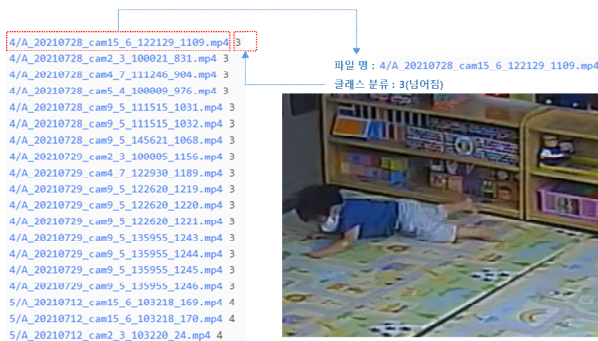 4/A_20210728_cam15_6_122129_1109.mp4 3
4/A_20210728_cam2_3_100021_831.mp4 3
4/A_20210728_cam4_7_111246_904.mp4 3
4/A_20210728_cam5_4_100009_976.mp4 3
4/A_20210728_cam9_5_111515_1031.mp4 3
4/A_20210728_cam9_5_111515_1032.mp4 3
4/A_20210728_cam9_5_145621_1068.mp4 3
4/A_20210729_cam2_3_100005_1156.mp4 3
4/A_20210729_cam4_7_122930_1189.mp4 3
4/A_20210729_cam9_5_122620_1219.mp4 3
4/A_20210729_cam9_5_122620_1220.mp4 3
4/A_20210729_cam9_5_122620_1221.mp4 3
4/A_20210729_cam9_5_135955_1243.mp4 3
4/A_20210729_cam9_5_135955_1244.mp4 3
4/A_20210729_cam9_5_135955_1245.mp4 3
4/A_20210729_cam9_5_135955_1246.mp4 3
5/A_20210712_cam15_6_103218_169.mp4 4
5/A_20210712_cam15_6_103218_170.mp4 4
5/A_20210712_cam2_3_103220_24.mp4 4
파일 명 : 4/A_20210728_cam15_6_122129_1109.mp4
클래스 분류 : 3(넘어짐)